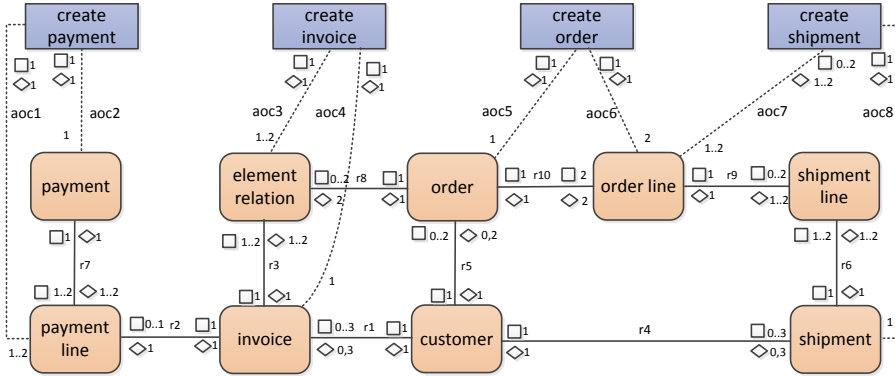 create
payment
create
invoice
create
order
create
shipment
1
1
1
1
1
1
1
1
1
1
1
1
0..2
1..2
1
1
aoc1
aoc2
aoc3
aoc4
aoc5
aoc6
aoc7
aoc8
1
1..2
1
2
1..2
payment
element
relation
order
order line
shipment
line
0..2
2
r8
1
1
1
1
r10
2
2
1
1
r9
0..2
1..2
1
1
1..2
1..2
0..2
0,2
1..2
1..2
r7
r3
r5
r6
1..2
1..2
1
1
1
1
1
1
1
payment
line
invoice
customer
shipment
1..2
0..1
1
r2
1
1
0..3
0,3
r1
1
1
1
1
r4
0..3
0,3
1